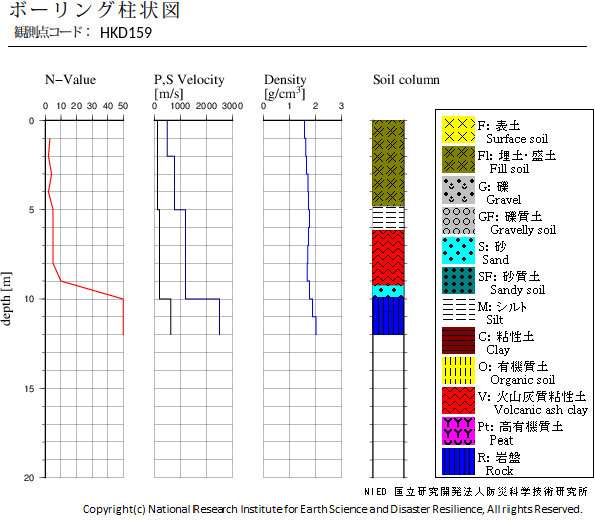 ボーリング柱状図
観測点コード： HKD159
N-Value P,S Velocity Density Soil column
[m/s] [g/cm³]
0 10 20 30 40 50 0 1000 2000 3000 0 1 2 3
0
5
10
15
20
depth [m]
F: 表土
Surface soil
Fl: 埋土・盛土
Fill soil
G: 礫
Gravel
GF: 礫質土
Gravelly soil
S: 砂
Sand
SF: 砂質土
Sandy soil
M: シルト
Silt
C: 粘性土
Clay
O: 有機質土
Organic soil
V: 火山灰質粘性土
Volcanic ash clay
Pt: 高有機質土
Peat
R: 岩盤
Rock
NIED 国立研究開発法人防災科学技術研究所
Copyright(c) National Research Institute for Earth Science and Disaster Resilience, All rights Reserved.